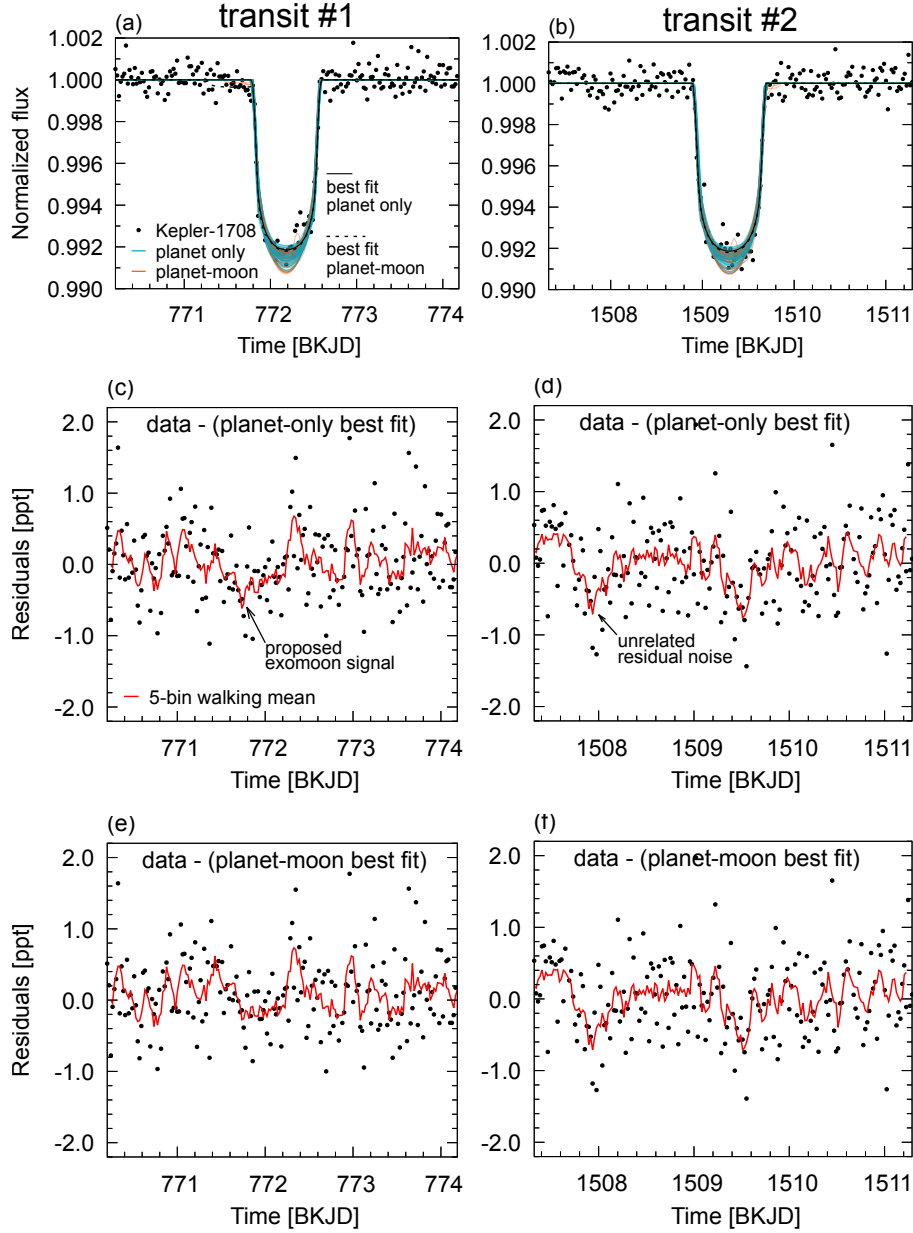 transit #1
transit #2
(a)
(b)
1.002
1.000
0.998
0.996
0.994
0.992
0.990
Normalized flux
Kepler-1708
planet only
planet-moon
best fit
planet only
best fit
planet-moon
771
772
773
774
Time [BKJD]
1.002
1.000
0.998
0.996
0.994
0.992
0.990
1508
1509
1510
1511
Time [BKJD]
(c)
(d)
data - (planet-only best fit)
2.0
1.0
0.0
-1.0
-2.0
Residuals [ppt]
proposed
exomoon signal
5-bin walking mean
771
772
773
774
Time [BKJD]
data - (planet-only best fit)
2.0
1.0
0.0
-1.0
-2.0
unrelated
residual noise
1508
1509
1510
1511
Time [BKJD]
(e)
(f)
data - (planet-moon best fit)
2.0
1.0
0.0
-1.0
-2.0
Residuals [ppt]
771
772
773
774
Time [BKJD]
data - (planet-moon best fit)
2.0
1.0
0.0
-1.0
-2.0
1508
1509
1510
1511
Time [BKJD]